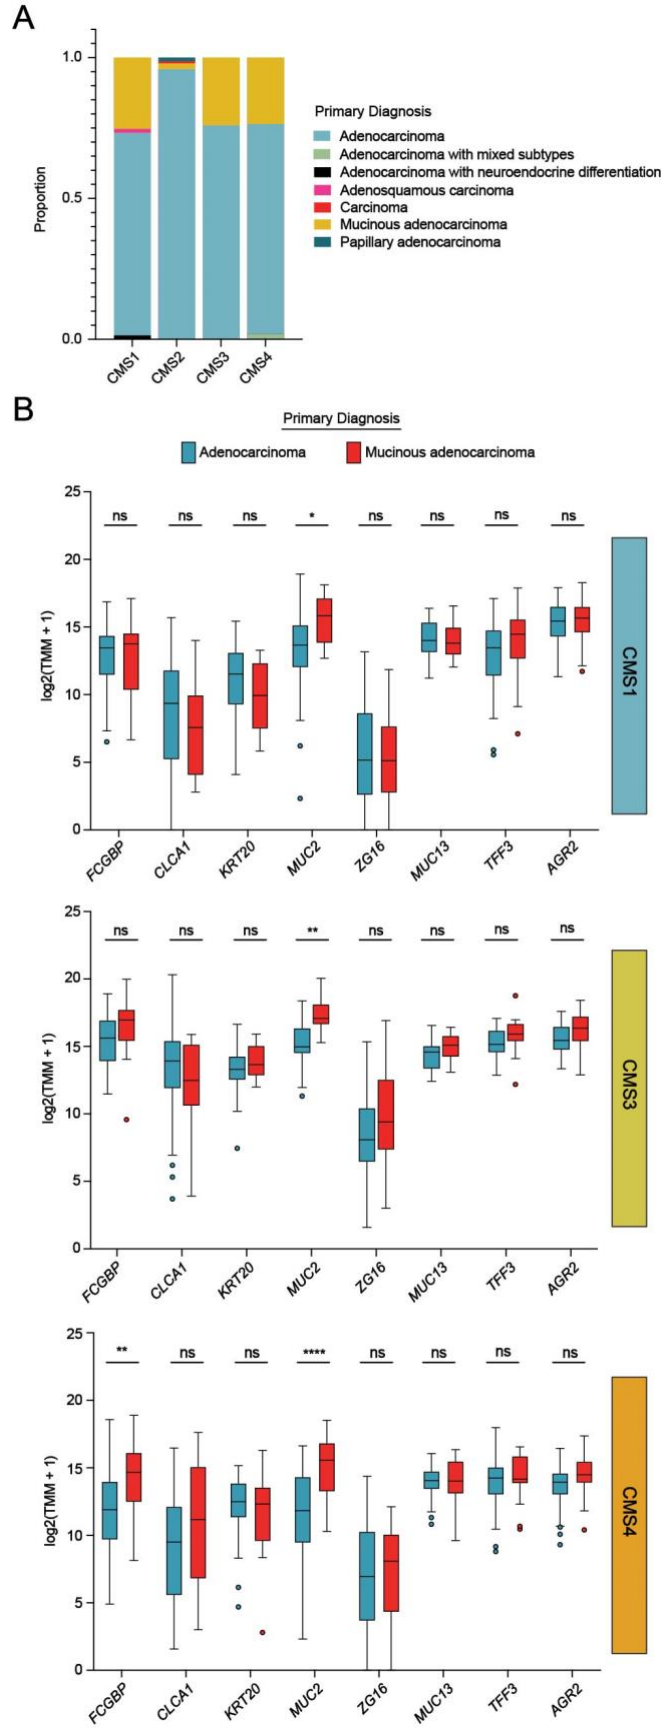 A
1.0
0.5
0.0
Proportion
CMS1
CMS2
CMS3
CMS4
Primary Diagnosis
Adenocarcinoma
Adenocarcinoma with mixed subtypes
Adenocarcinoma with neuroendocrine differentiation
Adenosquamous carcinoma
Carcinoma
Mucinous adenocarcinoma
Papillary adenocarcinoma
B
Primary Diagnosis
Adenocarcinoma Mucinous adenocarcinoma
25
20
15
10
5
0
log2(TMM + 1)
ns ns ns * ns ns ns ns
FCGBP CLCA1 KRT20 MUC2 ZG16 MUC13 TFF3 AGR2
CMS1
25
20
15
10
5
0
log2(TMM + 1)
ns ns ns ** ns ns ns ns
FCGBP CLCA1 KRT20 MUC2 ZG16 MUC13 TFF3 AGR2
CMS3
25
20
15
10
5
0
log2(TMM + 1)
** ns ns **** ns ns ns ns
FCGBP CLCA1 KRT20 MUC2 ZG16 MUC13 TFF3 AGR2
CMS4